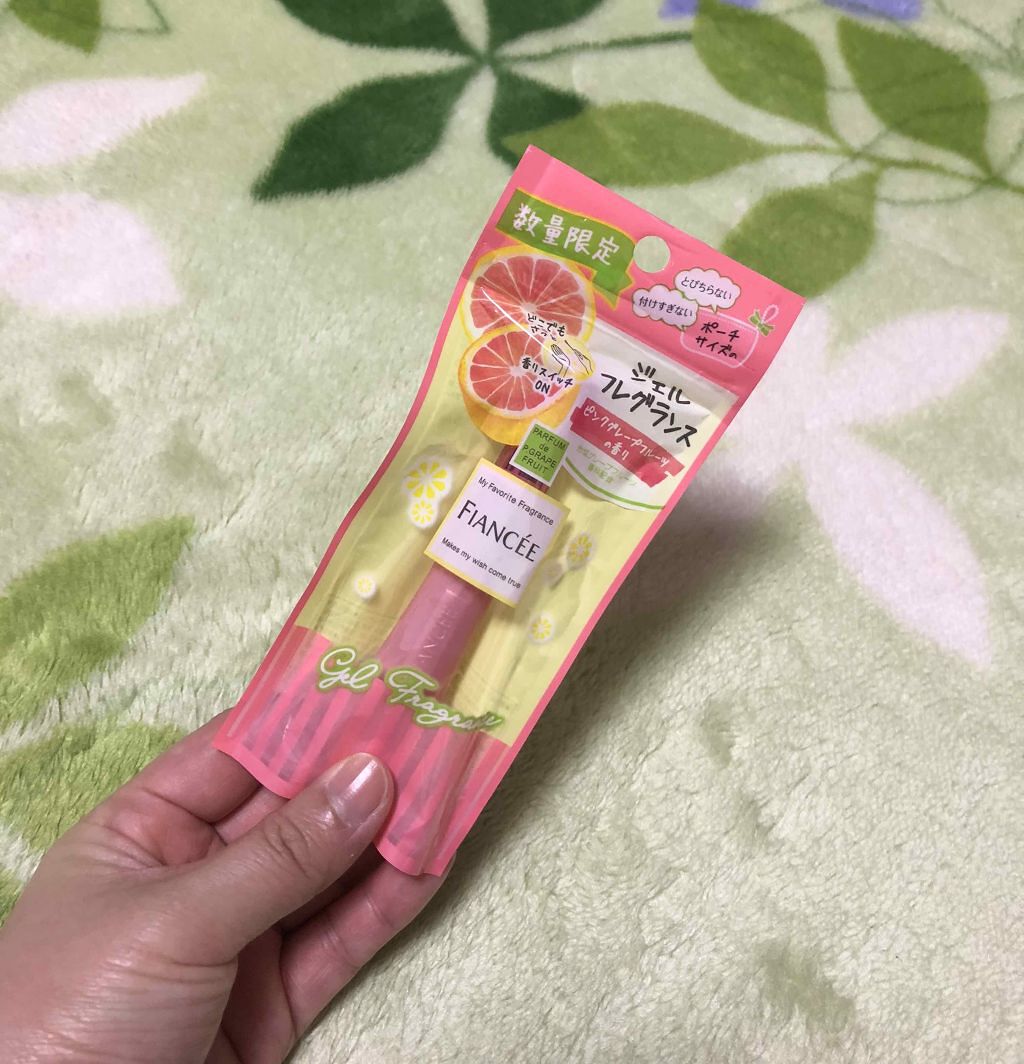 数量限定
とびちらない
付けすぎない
ポーチ
サイズの
どこでも
香りスイッチ
ON
ジェル
フレグランス
ピンクグレープフルーツ
の香り
PARFUM
de
P.GRAPE
FRUIT
My Favorite Fragrance
FIANCÉE
Makes my wish come true
Gel Fragrance